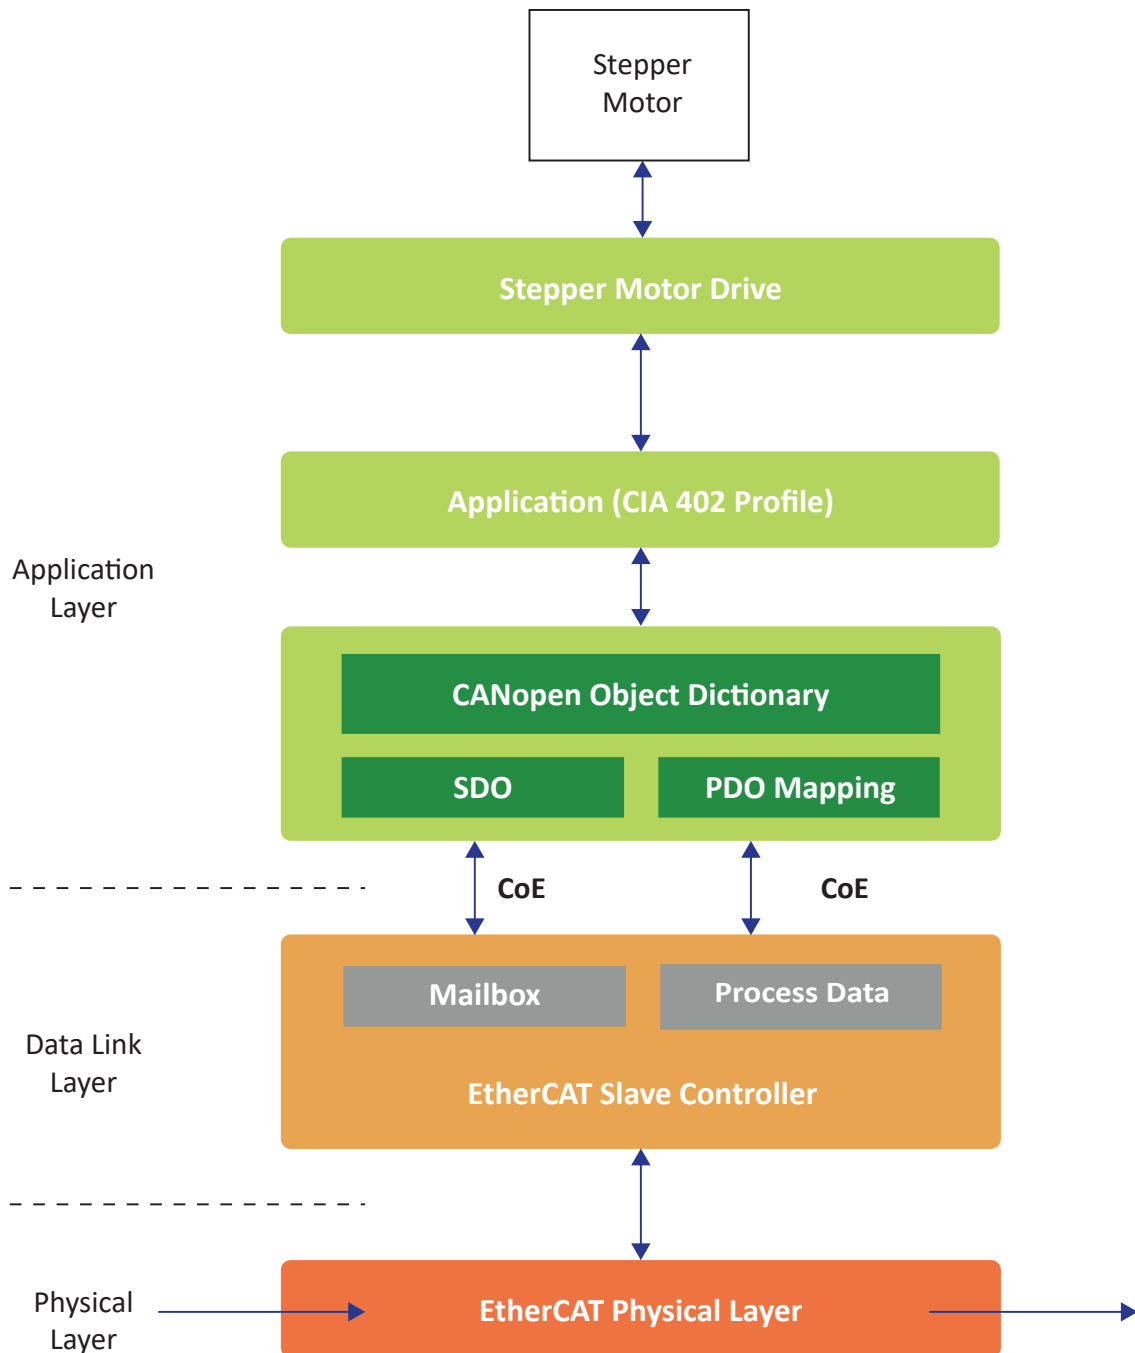 Stepper
Motor
Stepper Motor Drive
Application (CIA 402 Profile)
Application
Layer
CANopen Object Dictionary
SDO
PDO Mapping
CoE
CoE
Mailbox
Process Data
Data Link
Layer
EtherCAT Slave Controller
Physical
Layer
EtherCAT Physical Layer